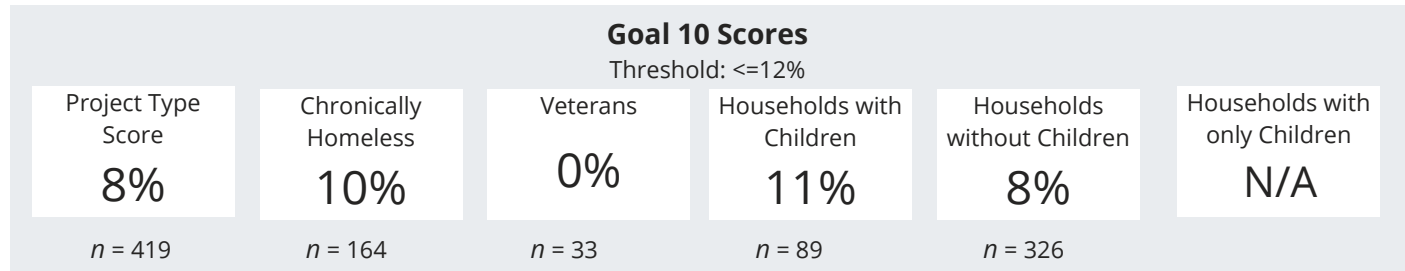 Goal 10 Scores
Threshold: <=12%
Project Type
Score
8%
n = 419
Chronically
Homeless
10%
n = 164
Veterans
0%
n = 33
Households with
Children
11%
n = 89
Households
without Children
8%
n = 326
Households with
only Children
N/A